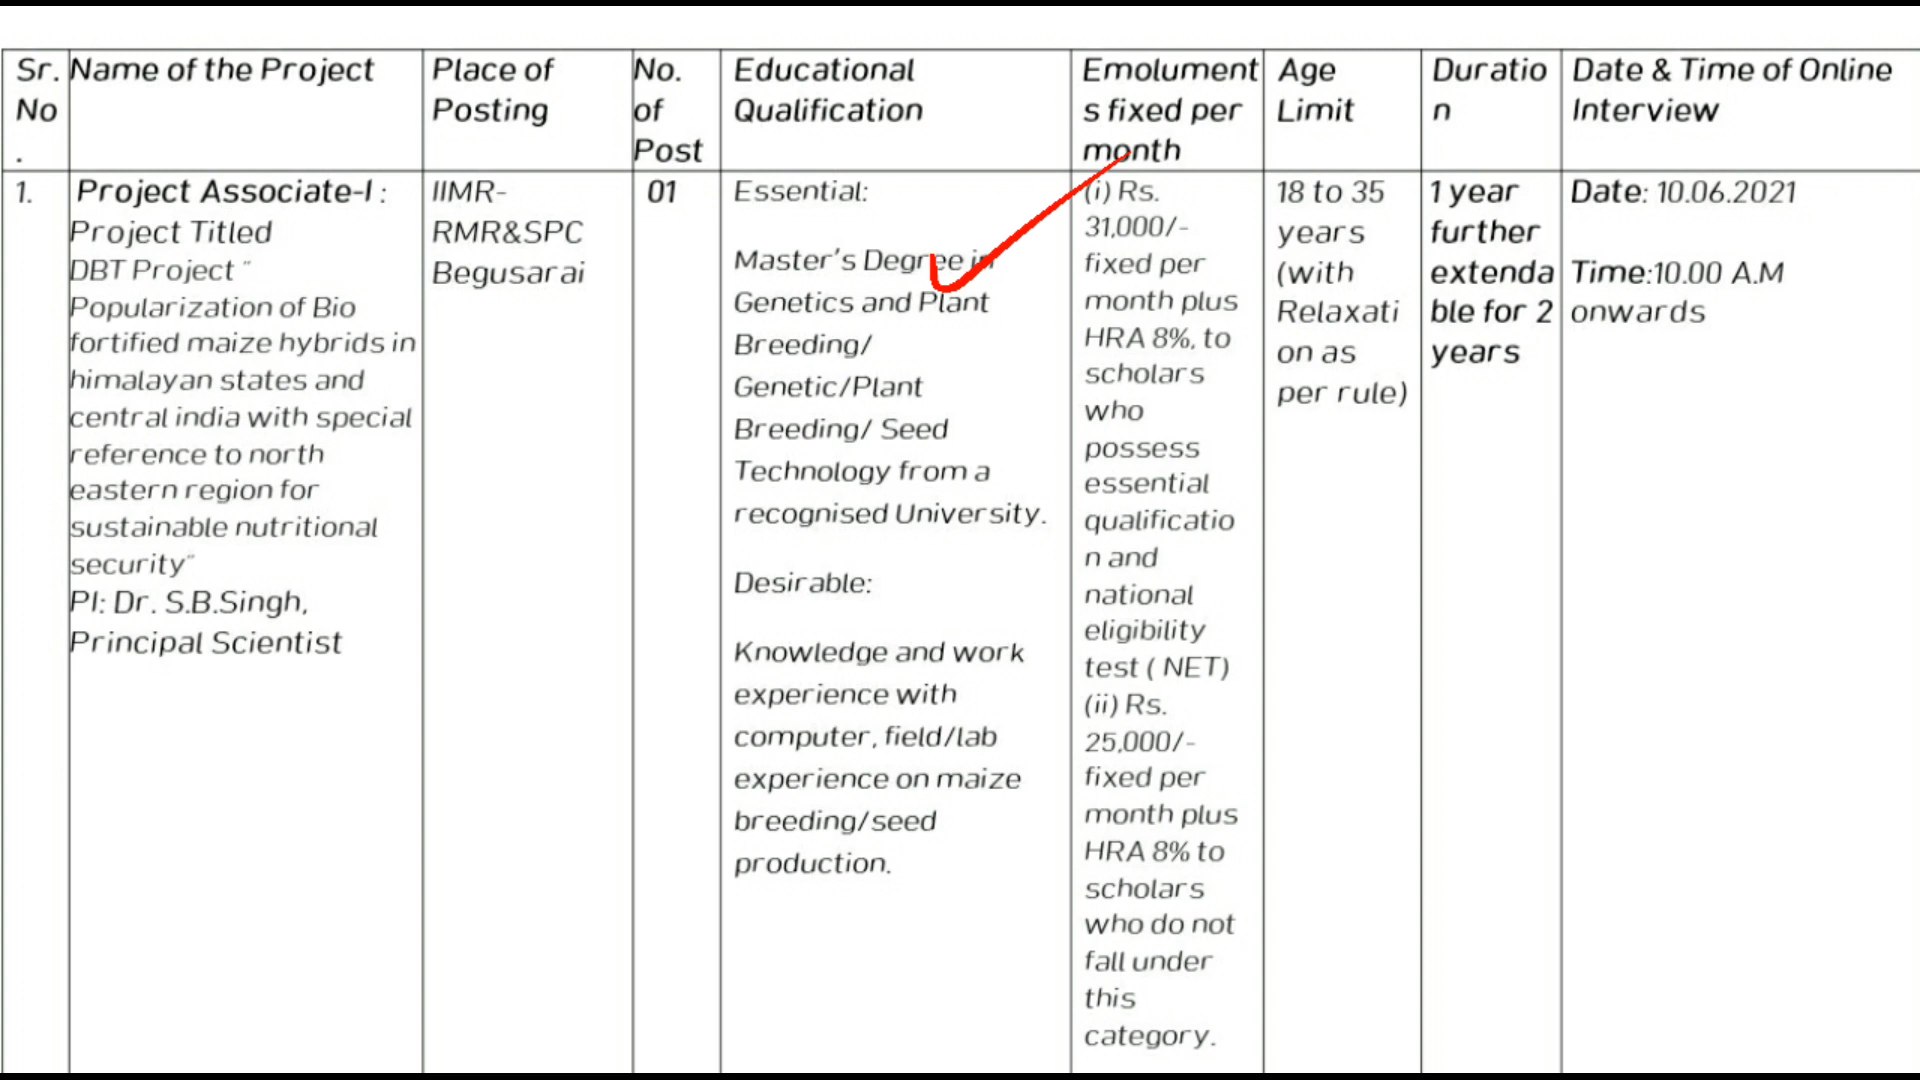 Sr.
No
.
Name of the Project
Place of
Posting
No.
of
Post
Educational
Qualification
Emolument
s fixed per
month
Age
Limit
Duratio
n
Date & Time of Online
Interview
1.
Project Associate-I :
Project Titled
DBT Project "
Popularization of Bio
fortified maize hybrids in
himalayan states and
central india with special
reference to north
eastern region for
sustainable nutritional
security"
PI: Dr. S.B.Singh,
Principal Scientist
IIMR-
RMR&SPC
Begusarai
01
Essential:
Master's Degree in
Genetics and Plant
Breeding/
Genetic/Plant
Breeding/ Seed
Technology from a
recognised University.
Desirable:
Knowledge and work
experience with
computer, field/lab
experience on maize
breeding/seed
production.
(i) Rs.
31,000/-
fixed per
month plus
HRA 8%, to
scholars
who
possess
essential
qualificatio
n and
national
eligibility
test ( NET)
(ii) Rs.
25,000/-
fixed per
month plus
HRA 8% to
scholars
who do not
fall under
this
category.
18 to 35
years
(with
Relaxati
on as
per rule)
1 year
further
extenda
ble for 2
years
Date: 10.06.2021
Time:10.00 A.M
onwards